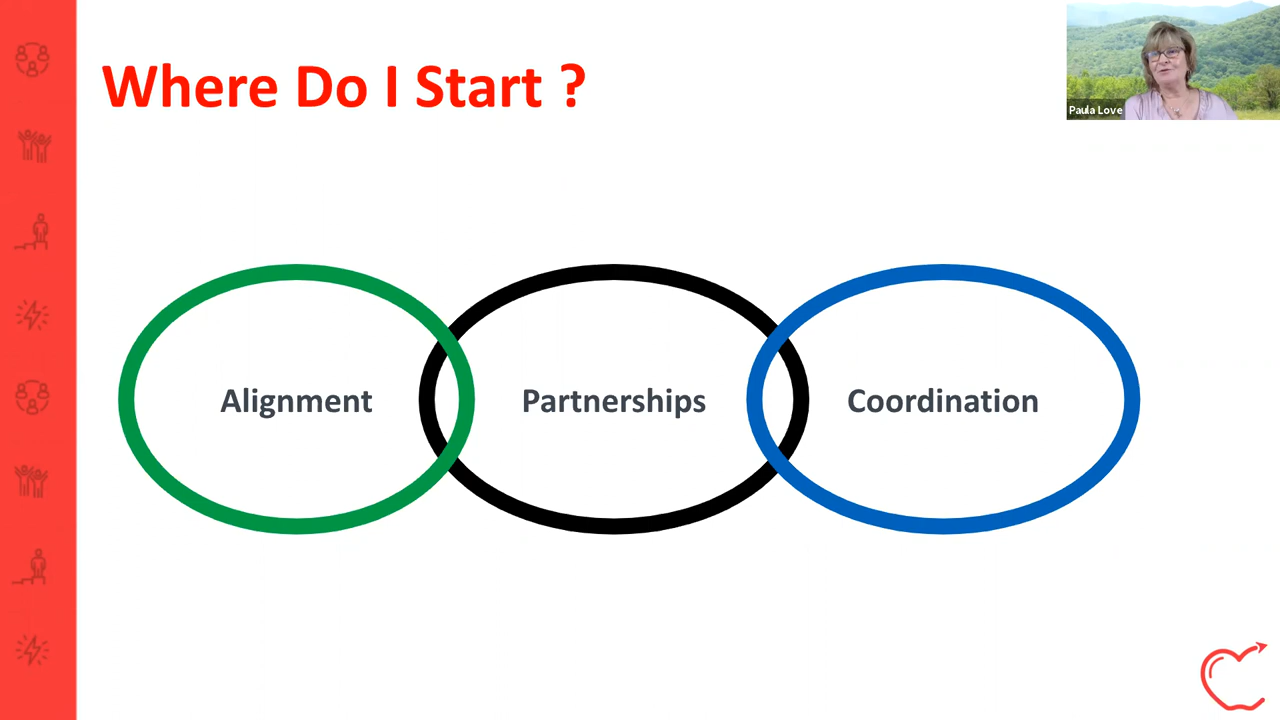 Where Do I Start ?
Paula Love
Alignment
Partnerships
Coordination